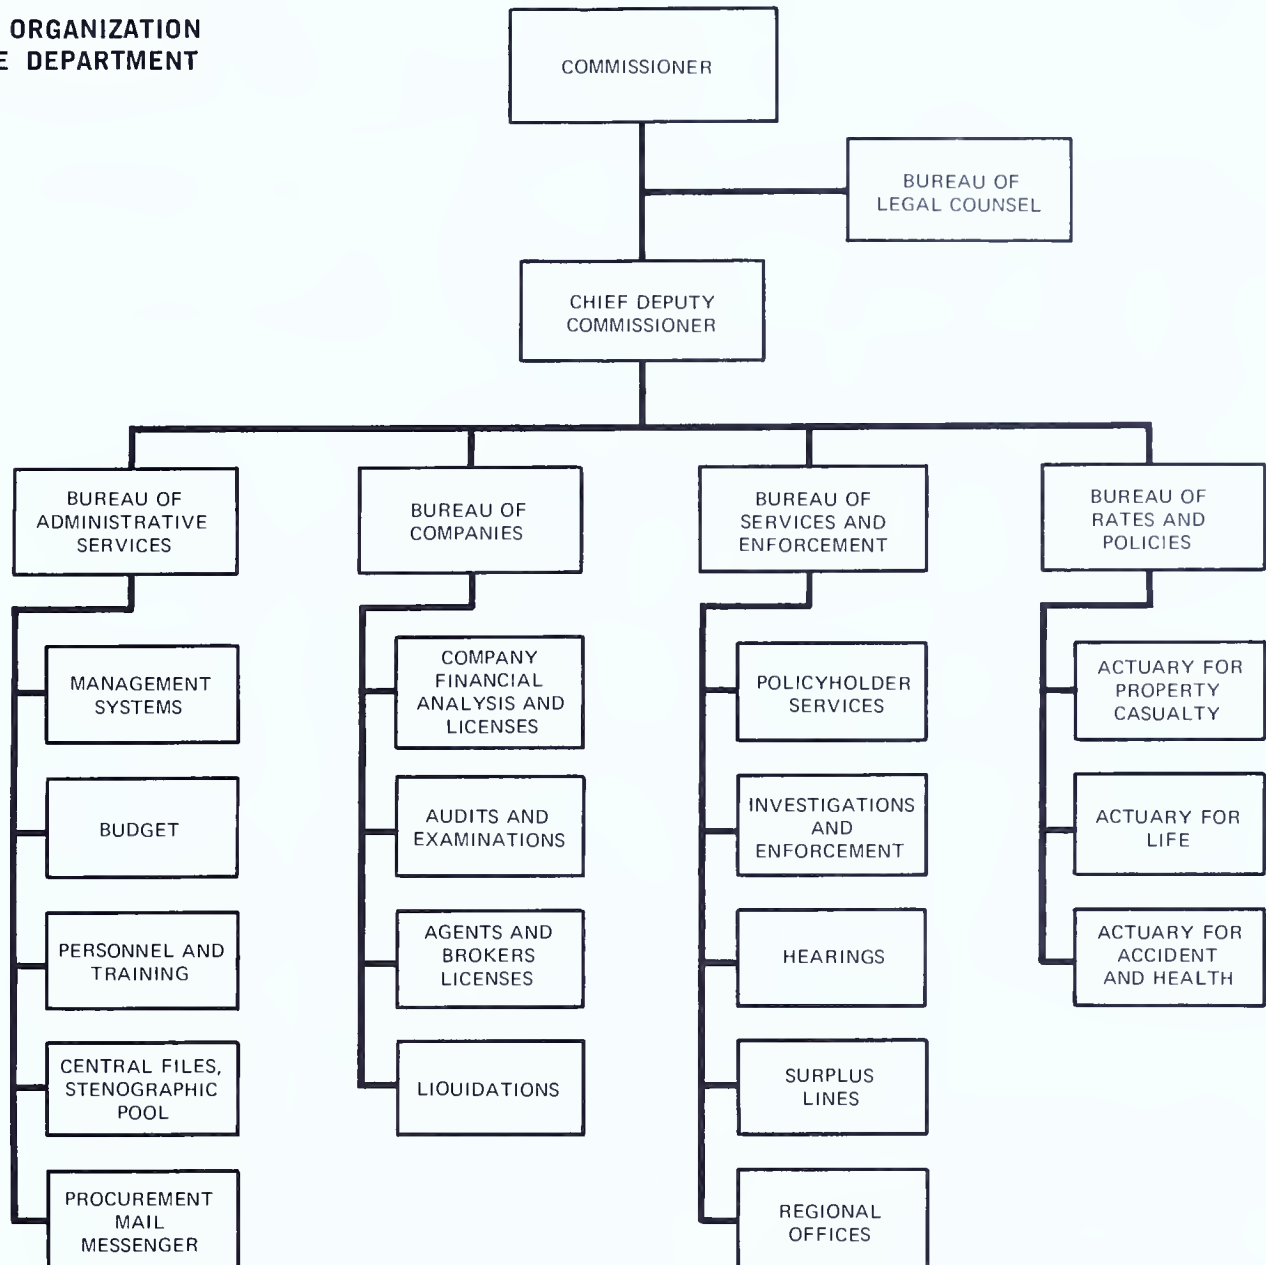 ORGANIZATION
E DEPARTMENT
COMMISSIONER
BUREAU OF
LEGAL COUNSEL
CHIEF DEPUTY
COMMISSIONER
BUREAU OF
ADMINISTRATIVE
SERVICES
MANAGEMENT
SYSTEMS
BUDGET
PERSONNEL AND
TRAINING
CENTRAL FILES,
STENOGRAPHIC
POOL
PROCUREMENT
MAIL
MESSENGER
BUREAU OF
COMPANIES
COMPANY
FINANCIAL
ANALYSIS AND
LICENSES
AUDITS AND
EXAMINATIONS
AGENTS AND
BROKERS
LICENSES
LIOUIDATIONS
BUREAU OF
SERVICES AND
ENFORCEMENT
POLICYHOLDER
SERVICES
INVESTIGATIONS
AND
ENFORCEMENT
HEARINGS
SURPLUS
LINES
REGIONAL
OFFICES
BUREAU OF
RATES AND
POLICIES
ACTUARY FOR
PROPERTY
CASUALTY
ACTUARY FOR
LIFE
ACTUARY FOR
ACCIDENT
AND HEALTH